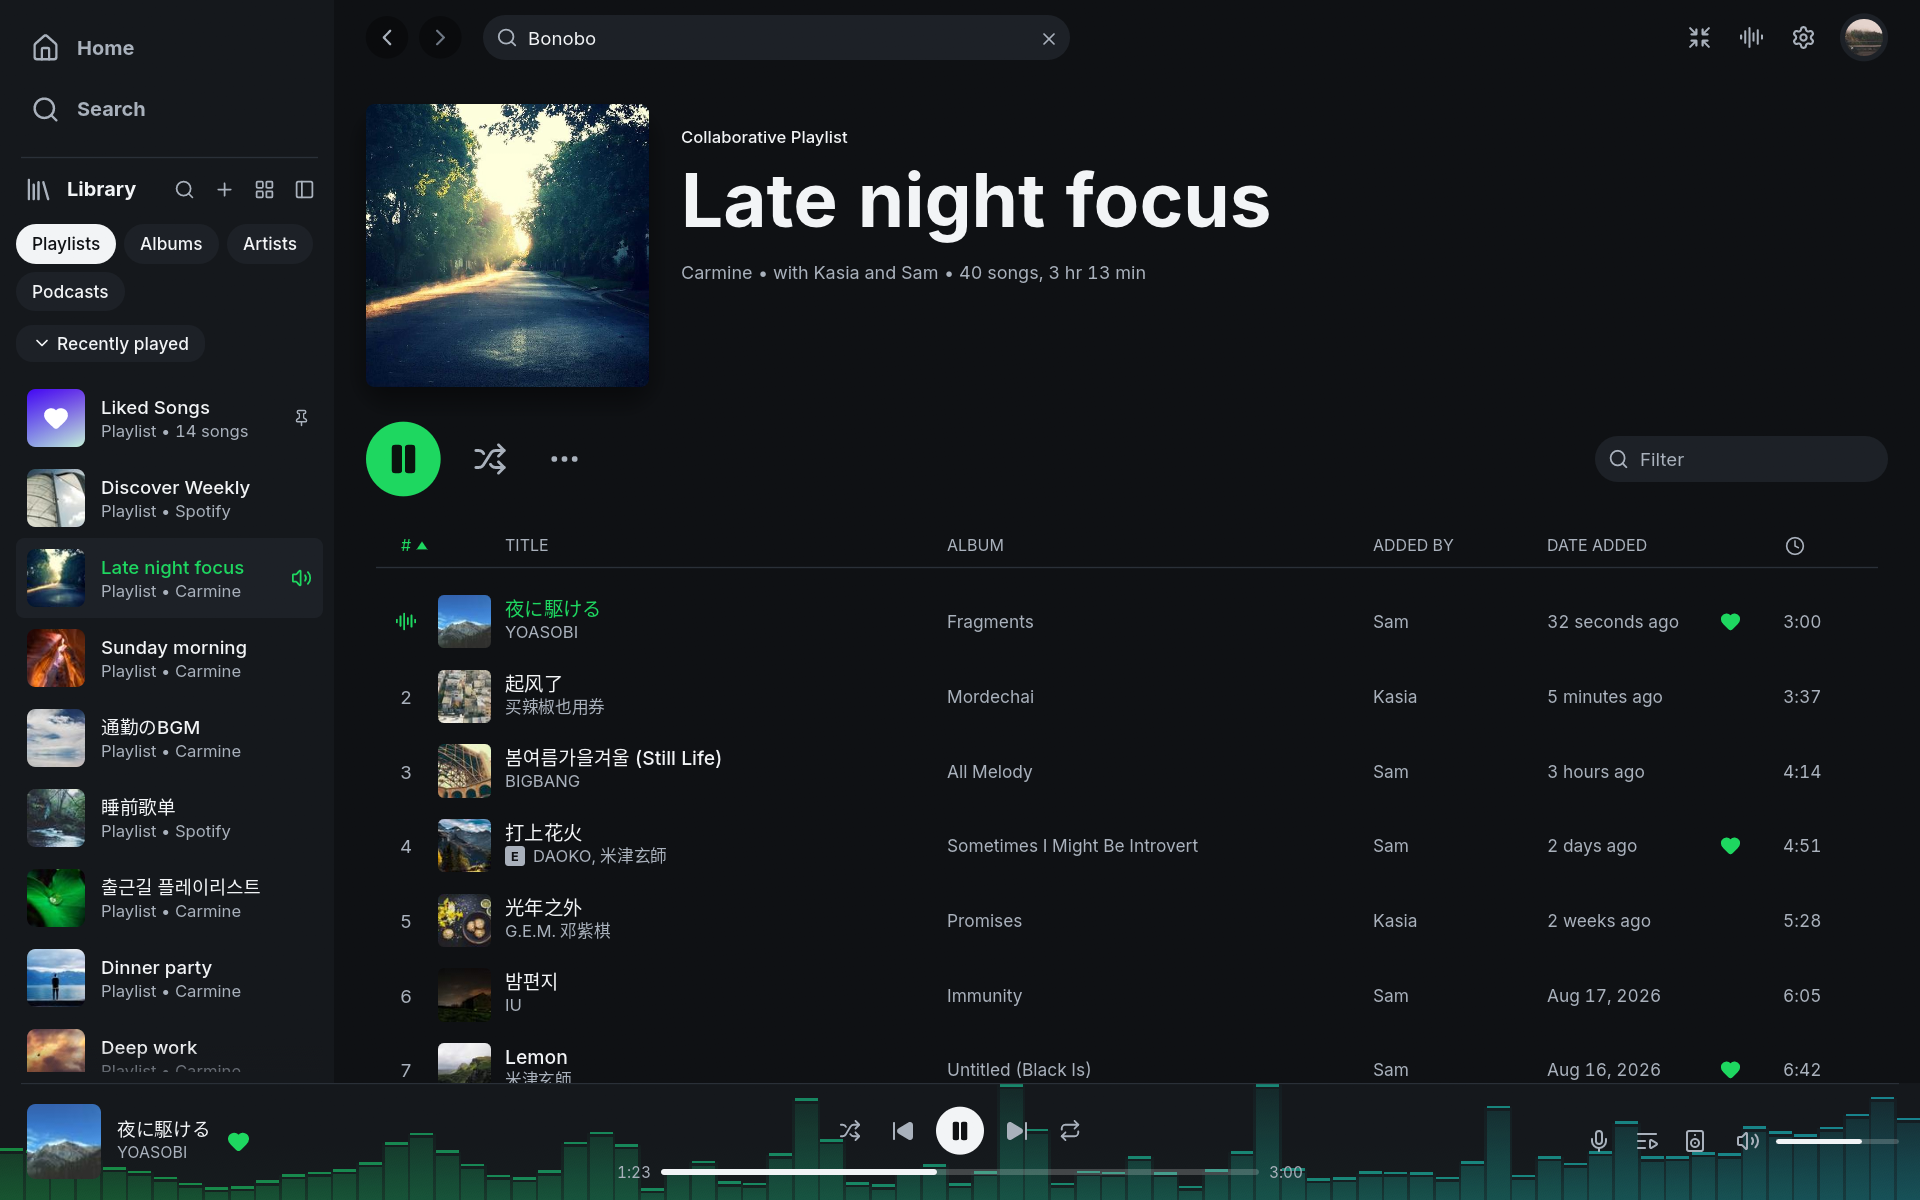 Home
Search
Library
Playlists
Albums
Artists
Podcasts
Recently played
Liked Songs
Playlist • 14 songs
Discover Weekly
Playlist • Spotify
Late night focus
Playlist • Carmine
Sunday morning
Playlist • Carmine
通勤のBGM
Playlist • Carmine
睡前歌单
Playlist • Spotify
출근길 플레이리스트
Playlist • Carmine
Dinner party
Playlist • Carmine
Deep work
Playlist • Carmine
Bonobo
Collaborative Playlist
Late night focus
Carmine • with Kasia and Sam • 40 songs, 3 hr 13 min
Filter
# TITLE ALBUM ADDED BY DATE ADDED
夜に駆ける
YOASOBI
Fragments Sam 32 seconds ago 3:00
2 起风了
买辣椒也用券
Mordechai Kasia 5 minutes ago 3:37
3 봄여름가을겨울 (Still Life)
BIGBANG
All Melody Sam 3 hours ago 4:14
4 打上花火
E DAOKO, 米津玄師
Sometimes I Might Be Introvert Sam 2 days ago 4:51
5 光年之外
G.E.M. 邓紫棋
Promises Kasia 2 weeks ago 5:28
6 밤편지
IU
Immunity Sam Aug 17, 2026 6:05
7 Lemon
米津玄師
Untitled (Black Is) Sam Aug 16, 2026 6:42
夜に駆ける
YOASOBI
1:23
3:00